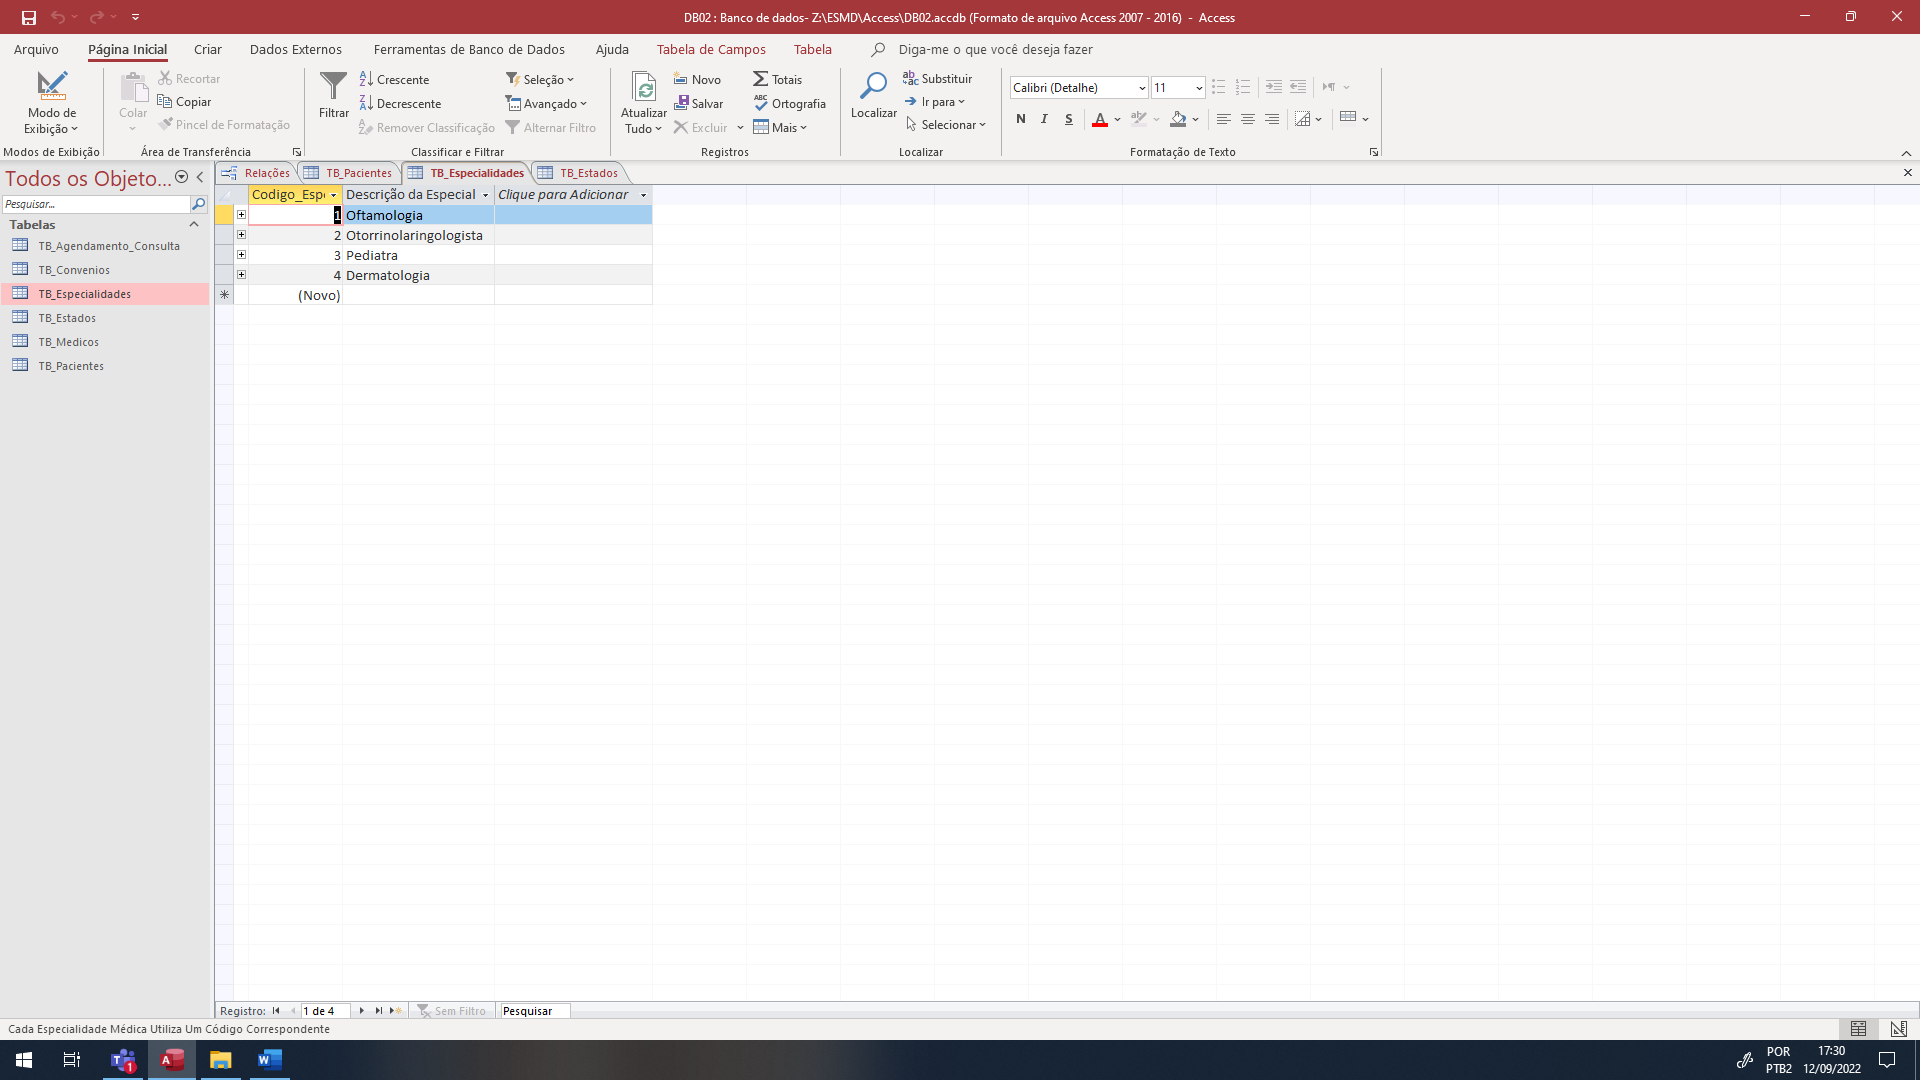 DB02 : Banco de dados- Z:\ESMD\Access\DB02.accdb (Formato de arquivo Access 2007 - 2016) - Access
Arquivo Página Inicial Criar Dados Externos Ferramentas de Banco de Dados Ajuda Tabela de Campos Tabela Diga-me o que você deseja fazer
Modo de Exibição
Modos de Exibição
Colar
Recortar
Copiar
Pincel de Formatação
Área de Transferência
Filtrar
Crescente
Decrescente
Remover Classificação
Seleção
Avançado
Alternar Filtro
Classificar e Filtrar
Atualizar Tudo
Novo
Salvar
Excluir
Totais
Ortografia
Mais
Registros
Localizar
Substituir
Ir para
Selecionar
Localizar
Calibri (Detalhe) 11
N I S
Formatação de Texto
Todos os Objeto...
Pesquisar...
Tabelas
TB_Agendamento_Consulta
TB_Convenios
TB_Especialidades
TB_Estados
TB_Medicos
TB_Pacientes
Relações TB_Pacientes TB_Especialidades TB_Estados
Codigo_Esp Descrição da Especial Clique para Adicionar
1 Oftamologia
2 Otorrinolaringologista
3 Pediatra
4 Dermatologia
(Novo)
Registro: 1 de 4 Sem Filtro Pesquisar
Cada Especialidade Médica Utiliza Um Código Correspondente
POR 17:30
PTB2 12/09/2022